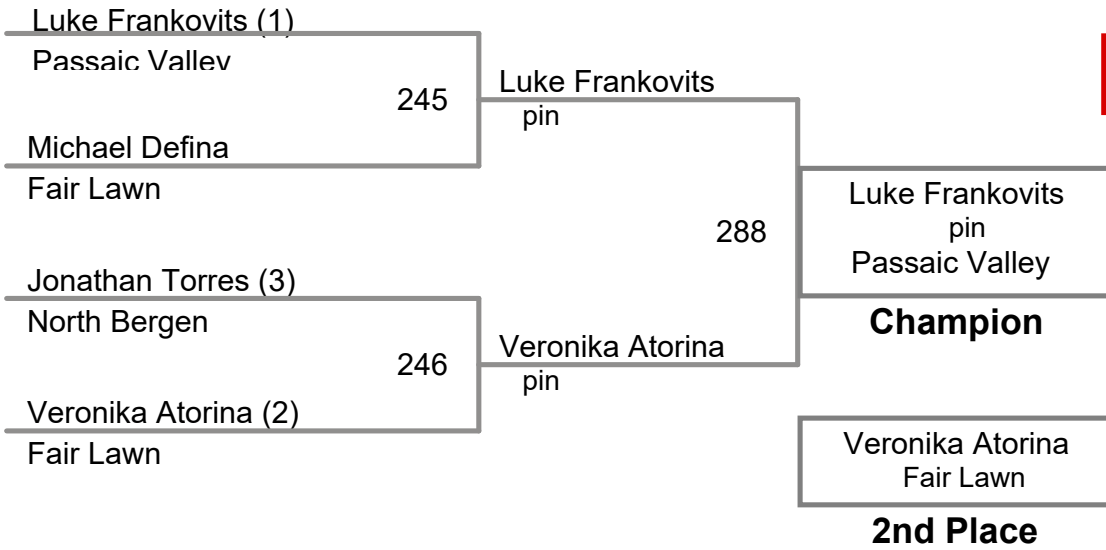 Luke Frankovits (1)
Passaic Valley
245
Michael Defina
Fair Lawn
Luke Frankovits
pin
Jonathan Torres (3)
North Bergen
246
Veronika Atorina (2)
Fair Lawn
Veronika Atorina
pin
288
Luke Frankovits
pin
Passaic Valley
Champion
Veronika Atorina
Fair Lawn
2nd Place